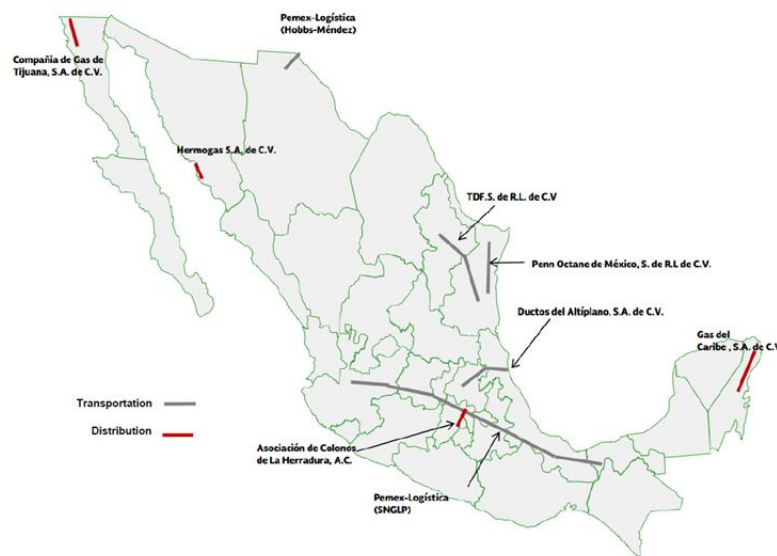 Pemex-Logística
(Hobbs-Méndez)
Compañia de Gas de
Tijuana, S.A. de C.V.
Hermogas S.A. de C.V.
TDF.S. de R.L. de C.V
Penn Octane de México, S. de R.L de C.V.
Ductos del Altíplano, S.A. de C.V.
Gas del
Caribe , S.A. de C.V
Transportation
Distribution
Asociación de Colonos
de La Herradura, A.C.
Pemex-Logística
(SNGLP)